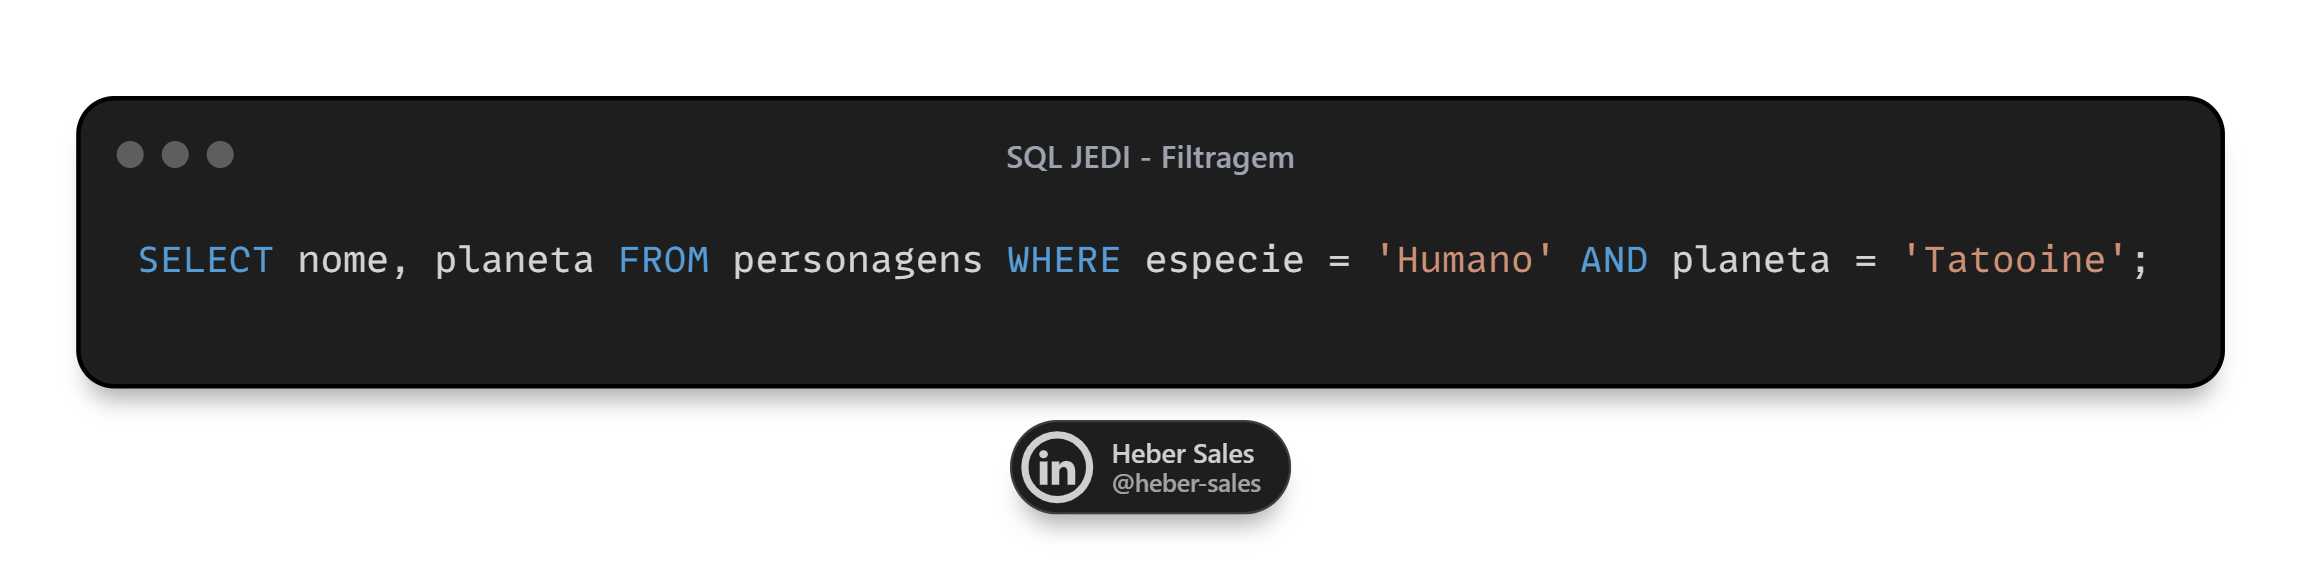 SQL JEDI - Filtragem
SELECT nome, planeta FROM personagens WHERE especie = 'Humano' AND planeta = 'Tatooine';
in
Heber Sales
@heber-sales